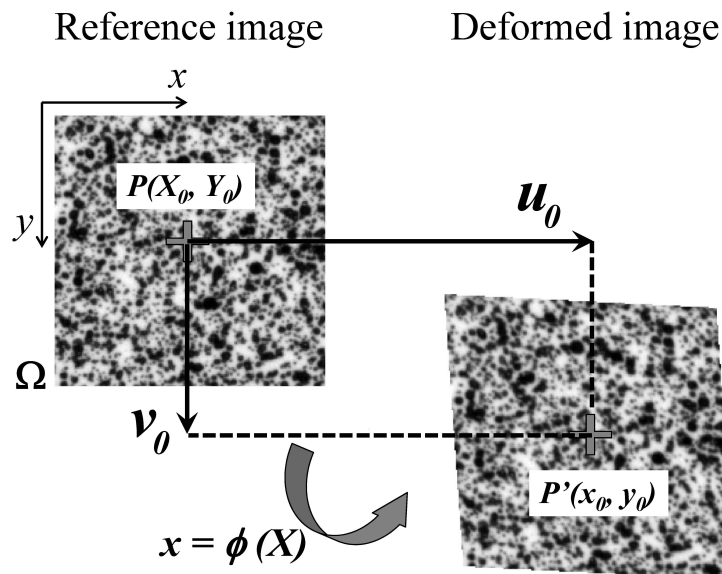 Reference image
Deformed image
x
P(X₀, Y₀)
u₀
y
Ω
v₀
P’(x₀, y₀)
x = ϕ (X)